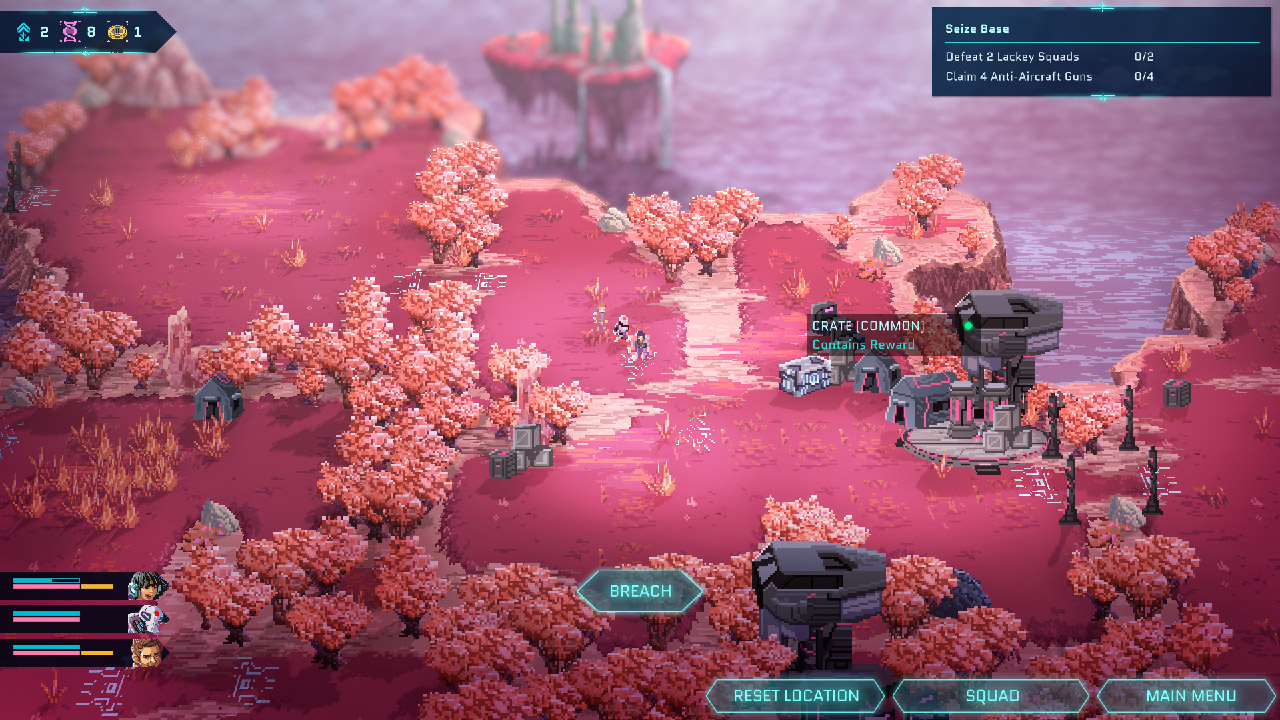 2 8 1
Seize Base
Defeat 2 Lackey Squads 0/2
Claim 4 Anti-Aircraft Guns 0/4
CRATE [COMMON]
Contains Reward
BREACH
RESET LOCATION SQUAD MAIN MENU